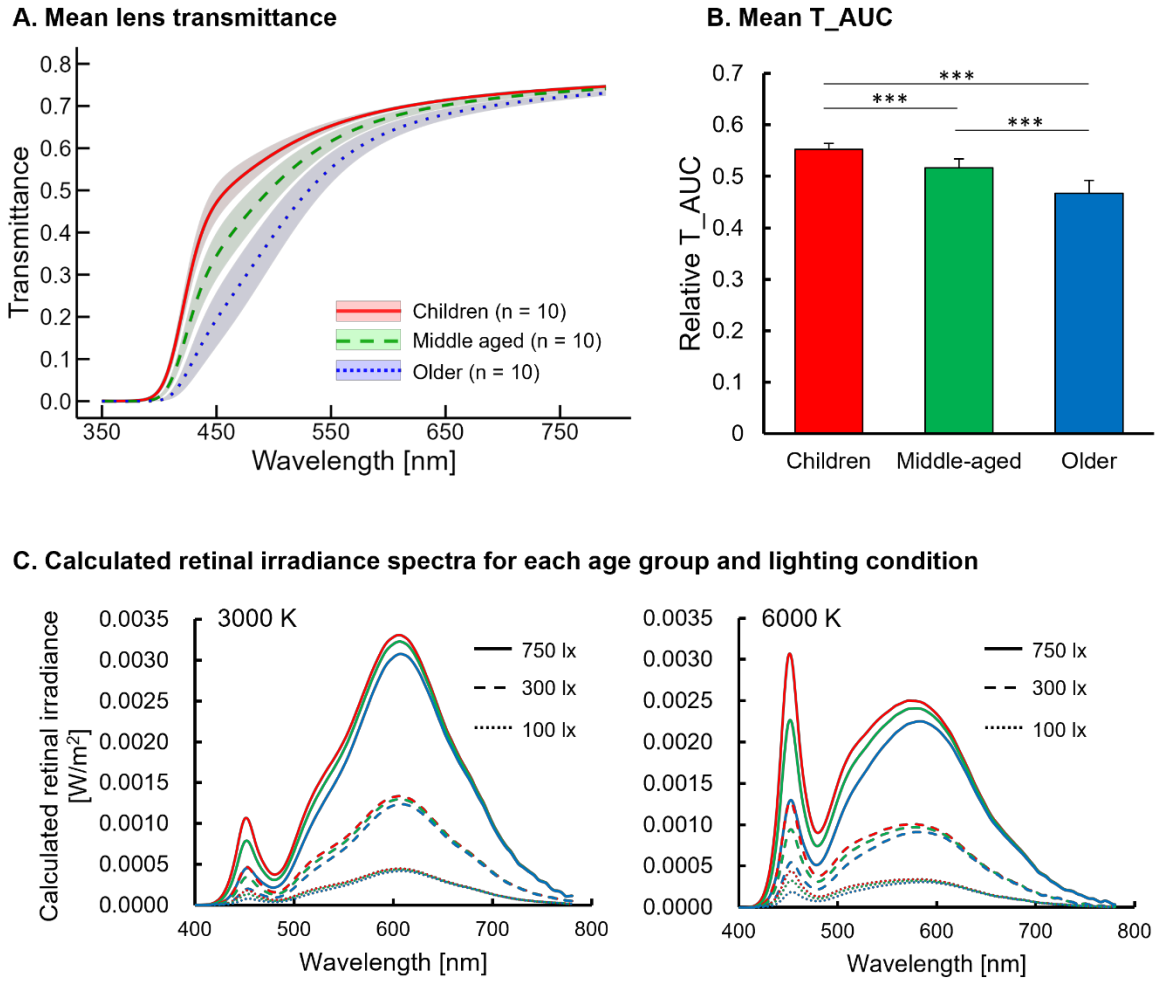 A. Mean lens transmittance
Transmittance
0.8
0.7
0.6
0.5
0.4
0.3
0.2
0.1
0.0
350
450
550
650
750
Wavelength [nm]
Children (n = 10)
Middle aged (n = 10)
Older (n = 10)
B. Mean T_AUC
Relative T_AUC
0.7
0.6
0.5
0.4
0.3
0.2
0.1
0
***
***
***
Children
Middle-aged
Older
C. Calculated retinal irradiance spectra for each age group and lighting condition
Calculated retinal irradiance
[W/m²]
0.0035
0.0030
0.0025
0.0020
0.0015
0.0010
0.0005
0.0000
3000 K
750 lx
300 lx
100 lx
400
500
600
700
800
Wavelength [nm]
0.0035
0.0030
0.0025
0.0020
0.0015
0.0010
0.0005
0.0000
6000 K
750 lx
300 lx
100 lx
400
500
600
700
800
Wavelength [nm]